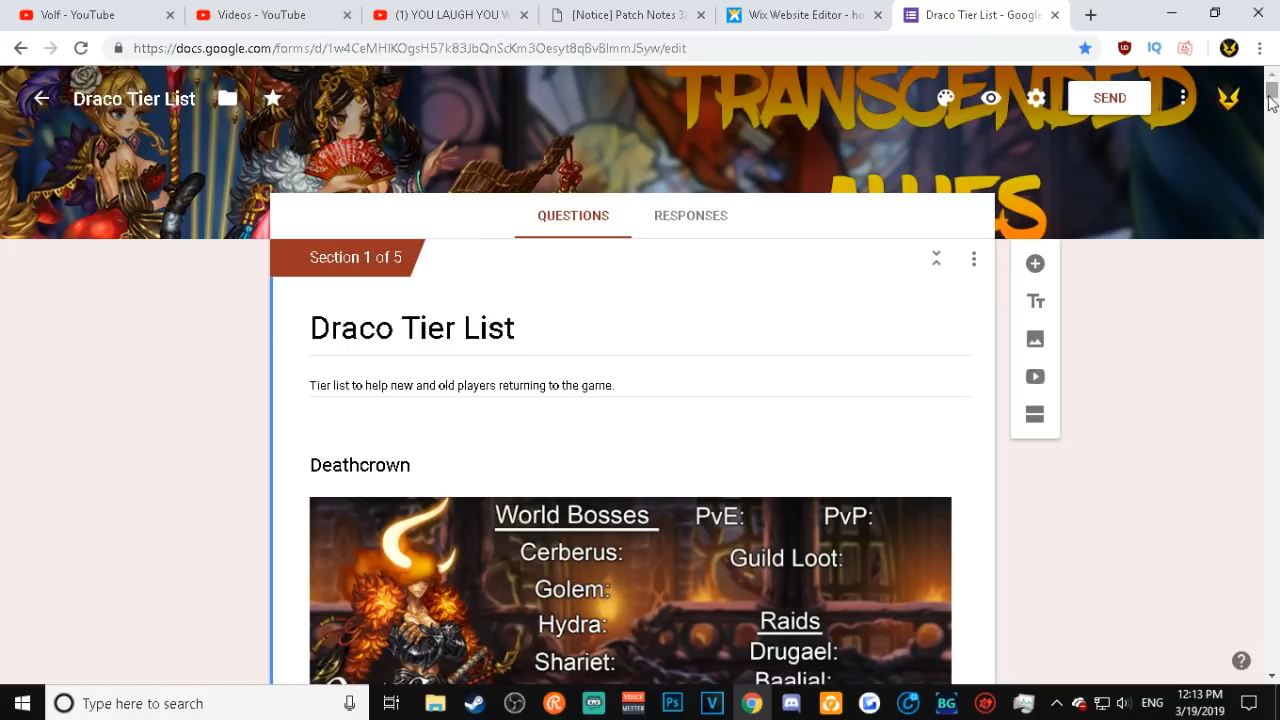 Volf - YouTube
Videos - YouTube
(1) YOU LAUGH YOU W
[Notice] Patch Notes 3/
Wix Website Editor - ho
Draco Tier List - Google
https://docs.google.com/forms/d/1w4CeMHIKOgsH57k83JbQnScKm3Oesyt8qBvBlmmJ5yw/edit
IQ
TRANSCENDED
ALLIES
Draco Tier List
SEND
QUESTIONS
RESPONSES
Section 1 of 5
Draco Tier List
Tier list to help new and old players returning to the game.
Deathcrown
World Bosses
PvE:
PvP:
Cerberus:
Guild Loot:
Golem:
Hydra:
Raids
Shariet:
Drugael:
Baalial:
Type here to search
ENG
12:13 PM
3/19/2019